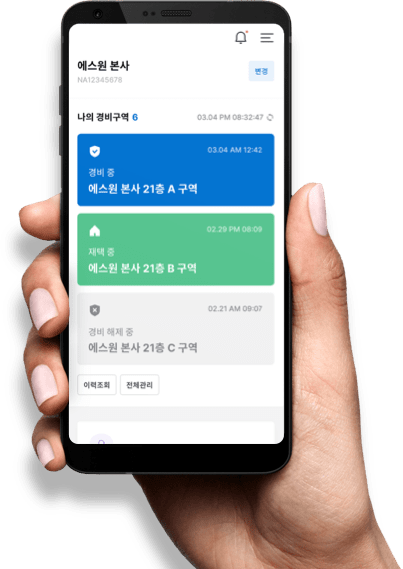 에스원 본사
NA12345678
변경
나의 경비구역 6
03.04 PM 08:32:47
03.04 AM 12:42
경비 중
에스원 본사 21층 A 구역
02.29 PM 08:09
재택 중
에스원 본사 21층 B 구역
02.21 AM 09:07
경비 해제 중
에스원 본사 21층 C 구역
이력조회
전체관리